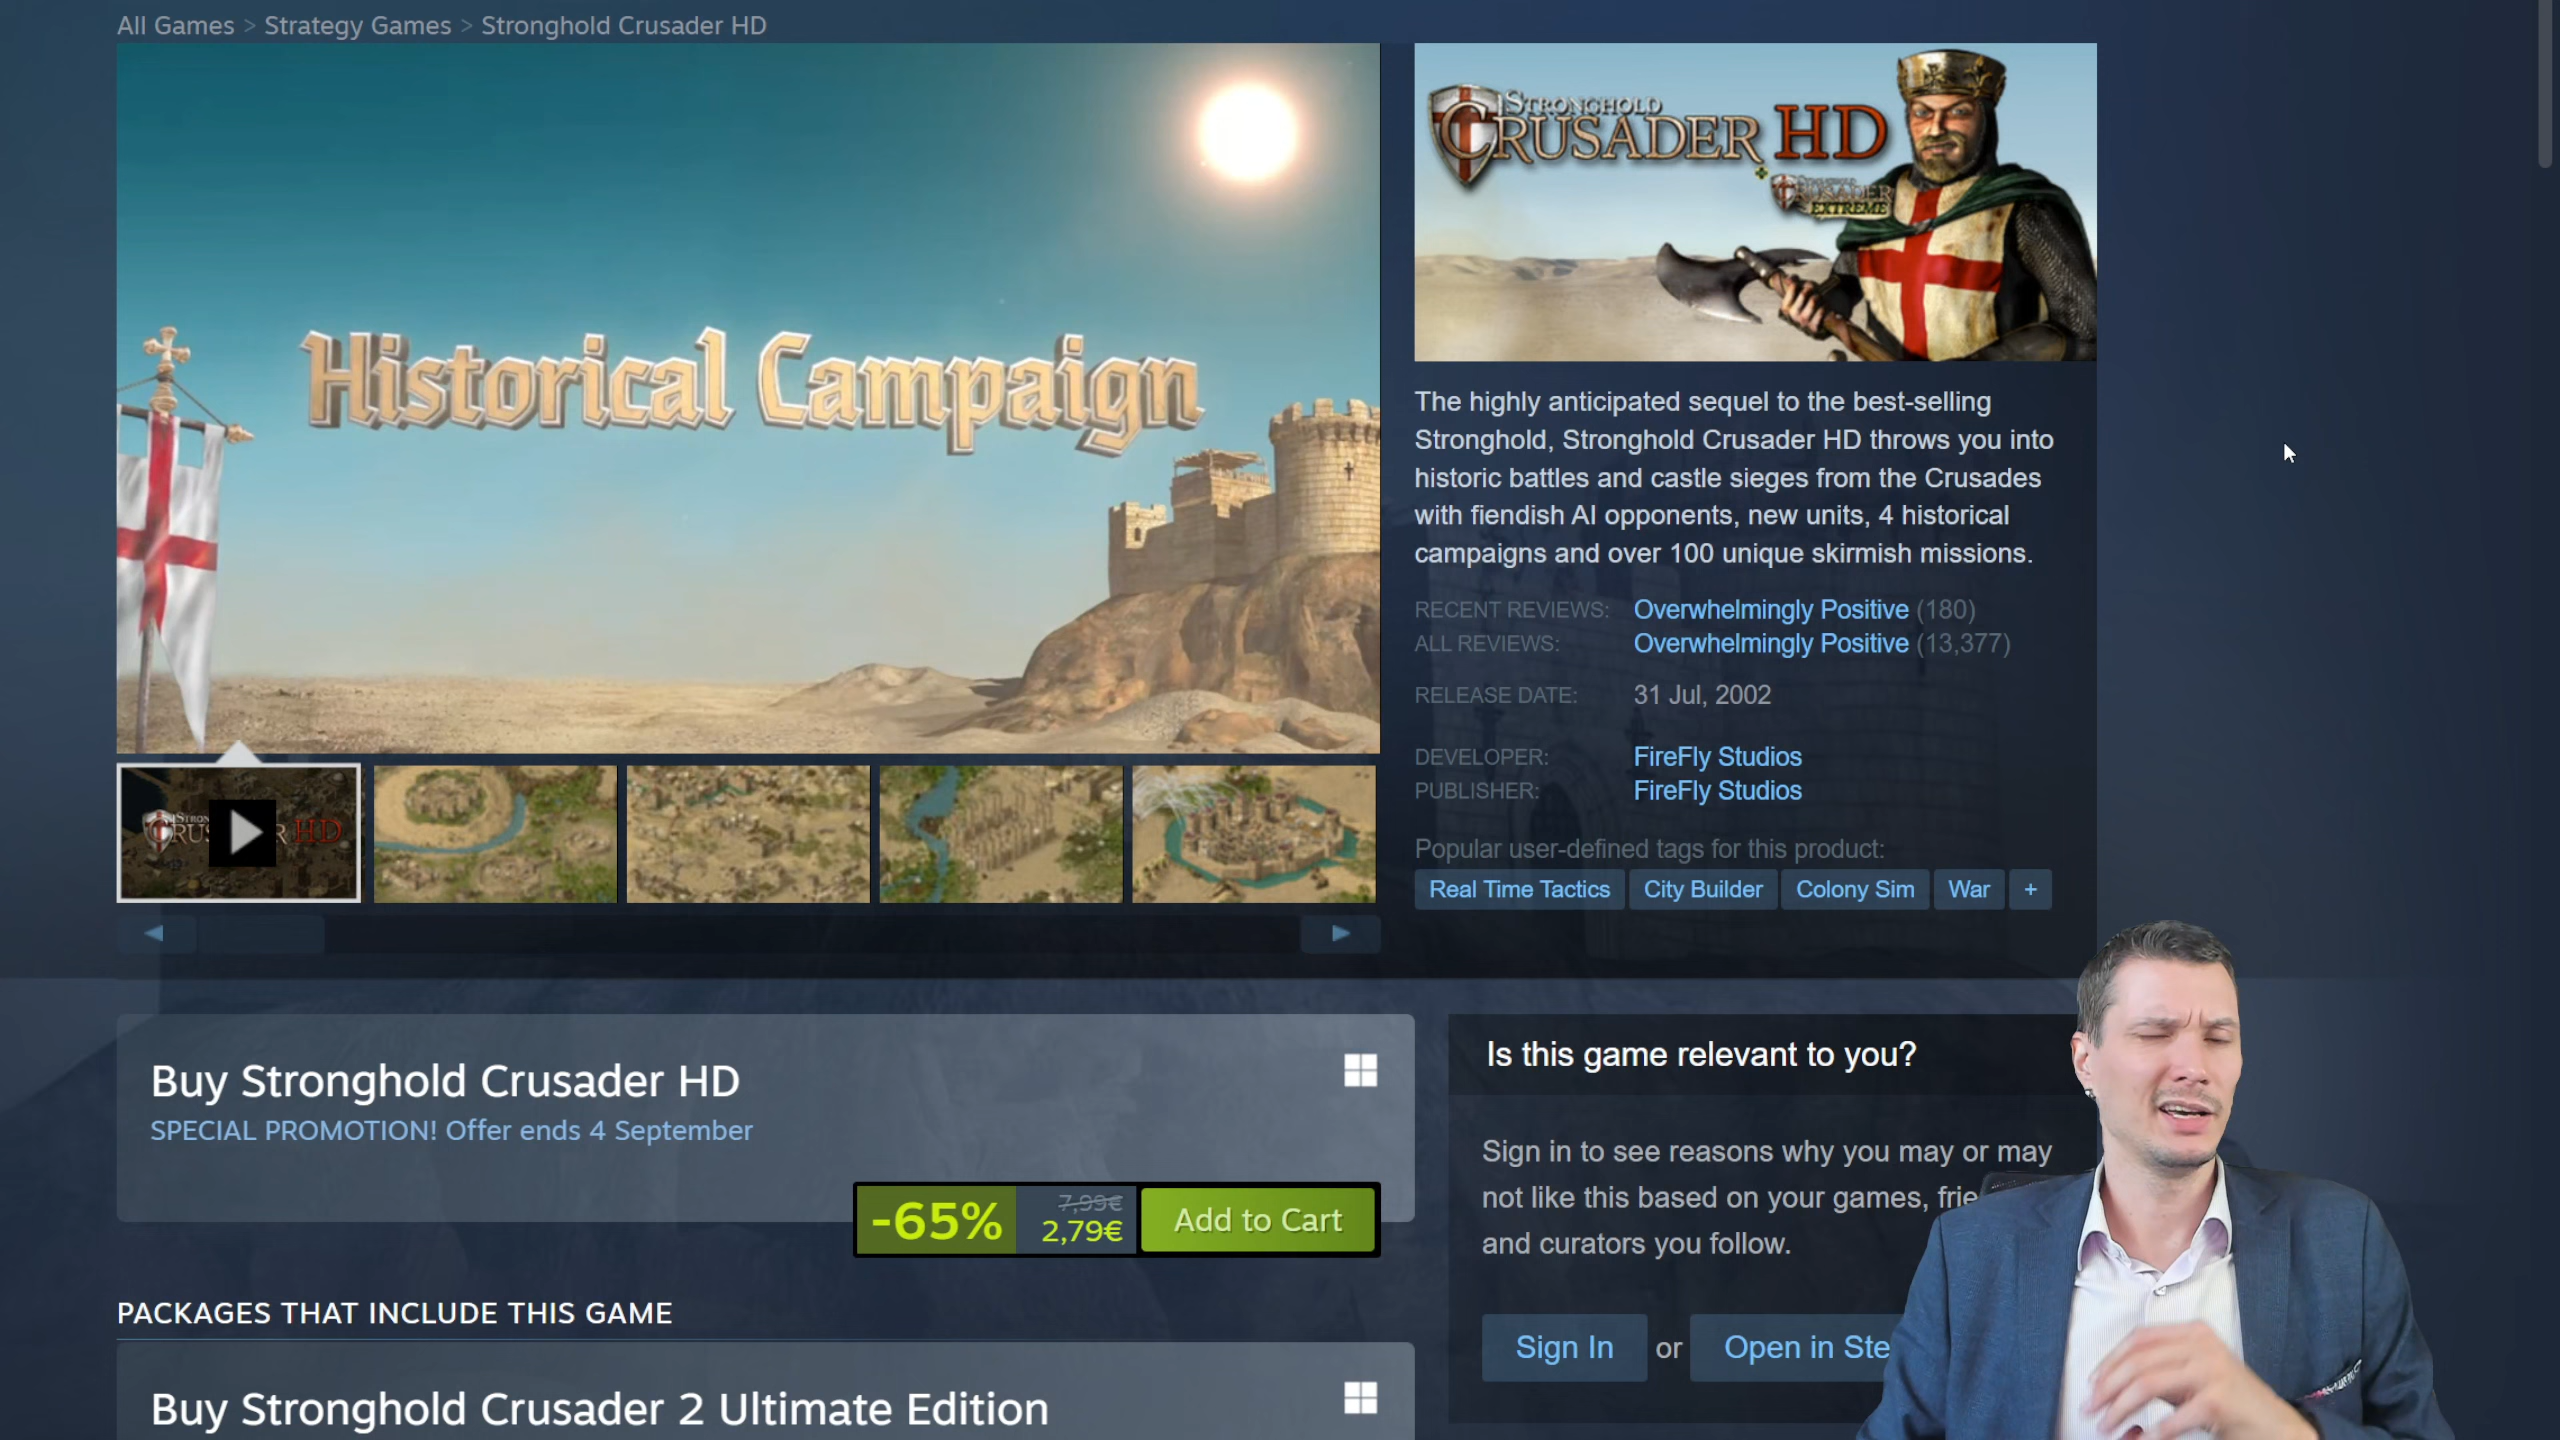 All Games > Strategy Games > Stronghold Crusader HD
Historical Campaign
STRONGHOLD
CRUSADER HD
+
STRONGHOLD
CRUSADER
EXTREME
The highly anticipated sequel to the best-selling
Stronghold, Stronghold Crusader HD throws you into
historic battles and castle sieges from the Crusades
with fiendish AI opponents, new units, 4 historical
campaigns and over 100 unique skirmish missions.
RECENT REVIEWS: Overwhelmingly Positive (180)
ALL REVIEWS: Overwhelmingly Positive (13,377)
RELEASE DATE: 31 Jul, 2002
DEVELOPER: FireFly Studios
PUBLISHER: FireFly Studios
Popular user-defined tags for this product:
Real Time Tactics City Builder Colony Sim War +
HD
Buy Stronghold Crusader HD
SPECIAL PROMOTION! Offer ends 4 September
-65% 7,99€ 2,79€ Add to Cart
Is this game relevant to you?
Sign in to see reasons why you may or may
not like this based on your games, frie
and curators you follow.
Sign In or Open in Ste
PACKAGES THAT INCLUDE THIS GAME
Buy Stronghold Crusader 2 Ultimate Edition